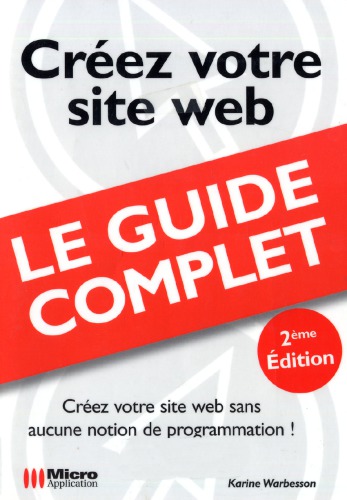 Créez votre
site web
LE GUIDE
COMPLET
2ème
Édition
Créez votre site web sans
aucune notion de programmation !
Micro
Application
Karine Warbesson